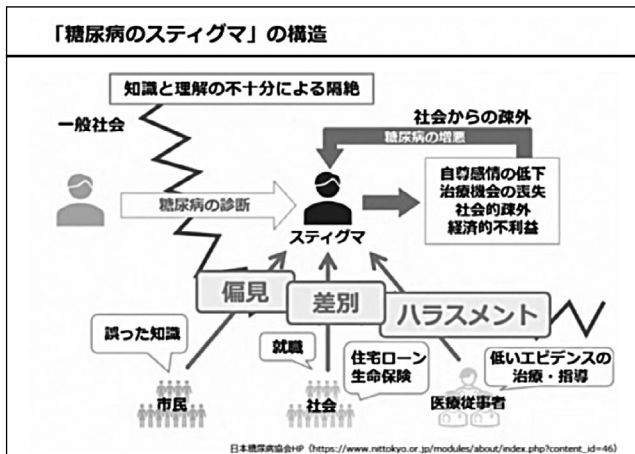 「糖尿病のスティグマ」の構造
知識と理解の不十分による隔絶
一般社会
社会からの疎外
糖尿病の増悪
自尊感情の低下
治療機会の喪失
社会的疎外
経済的不利益
糖尿病の診断
スティグマ
偏見
差別
ハラスメント
誤った知識
就職
住宅ローン
生命保険
低いエビデンスの
治療・指導
市民
社会
医療従事者
日本糖尿病協会HP（https://www.nittokyo.or.jp/modules/about/index.php?content_id=46）